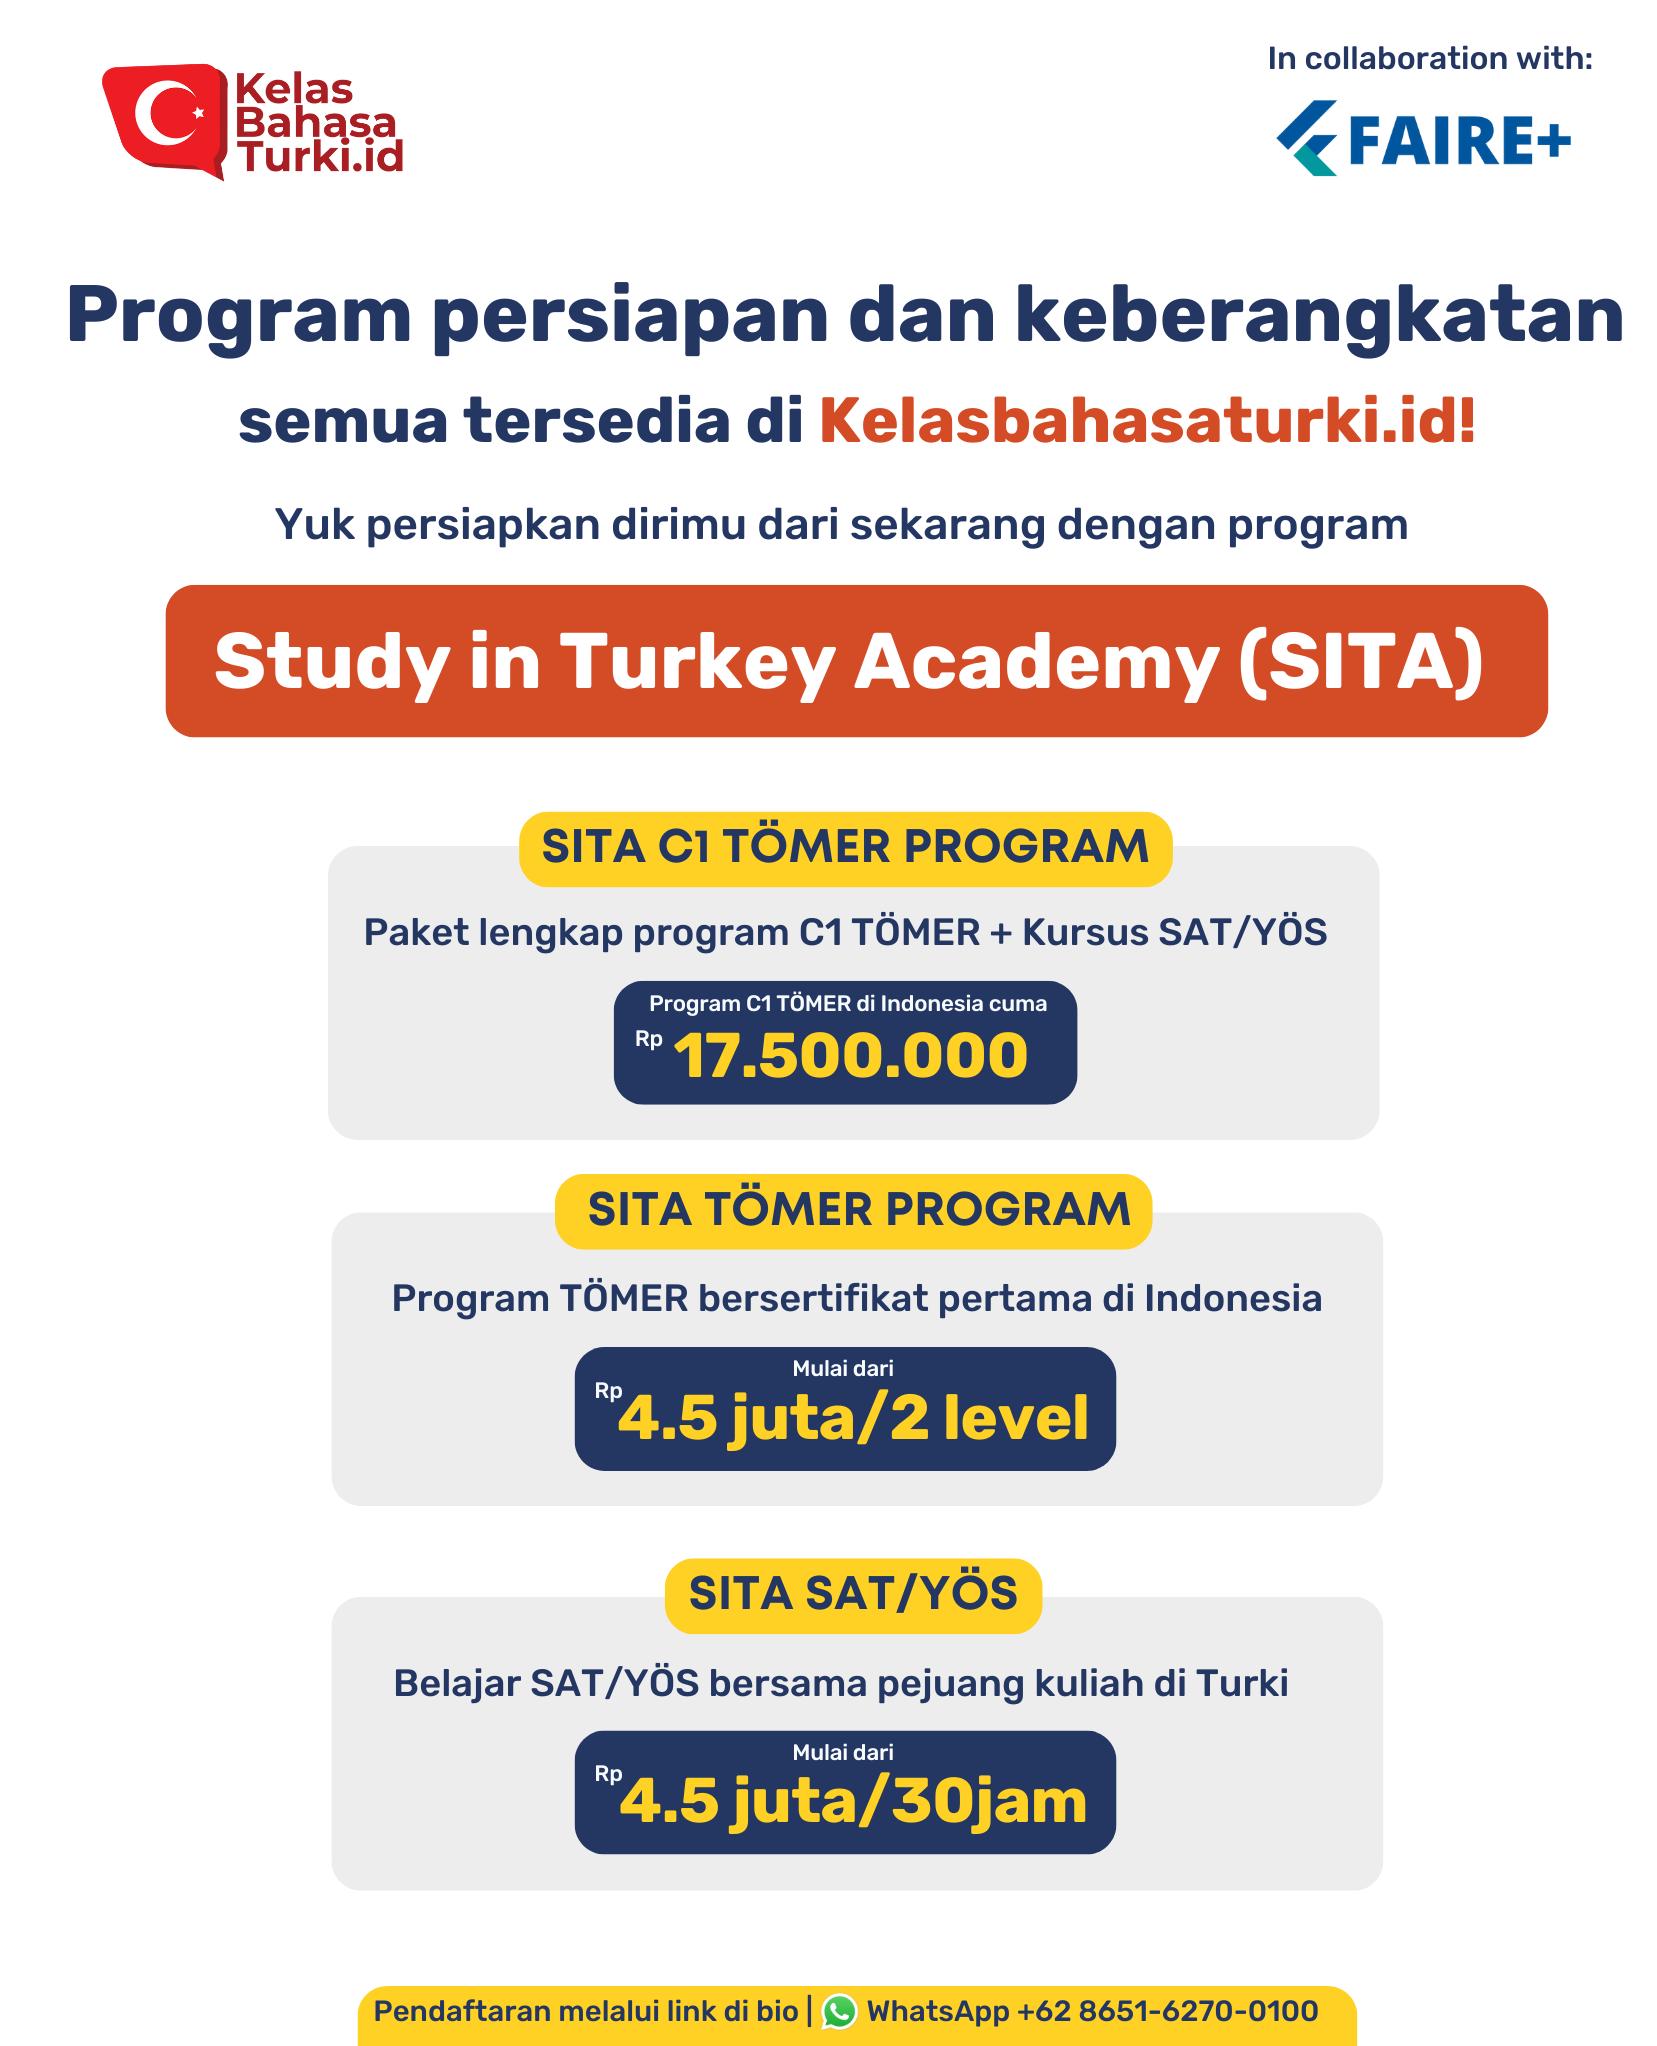 Kelas
Bahasa
Turki.id
In collaboration with:
FAIRE+
Program persiapan dan keberangkatan
semua tersedia di Kelasbahasaturki.id!
Yuk persiapkan dirimu dari sekarang dengan program
Study in Turkey Academy (SITA)
SITA C1 TÖMER PROGRAM
Paket lengkap program C1 TÖMER + Kursus SAT/YÖS
Program C1 TÖMER di Indonesia cuma
Rp 17.500.000
SITA TÖMER PROGRAM
Program TÖMER bersertifikat pertama di Indonesia
Mulai dari
Rp 4.5 juta/2 level
SITA SAT/YÖS
Belajar SAT/YÖS bersama pejuang kuliah di Turki
Mulai dari
Rp 4.5 juta/30jam
Pendaftaran melalui link di bio | WhatsApp +62 8651-6270-0100